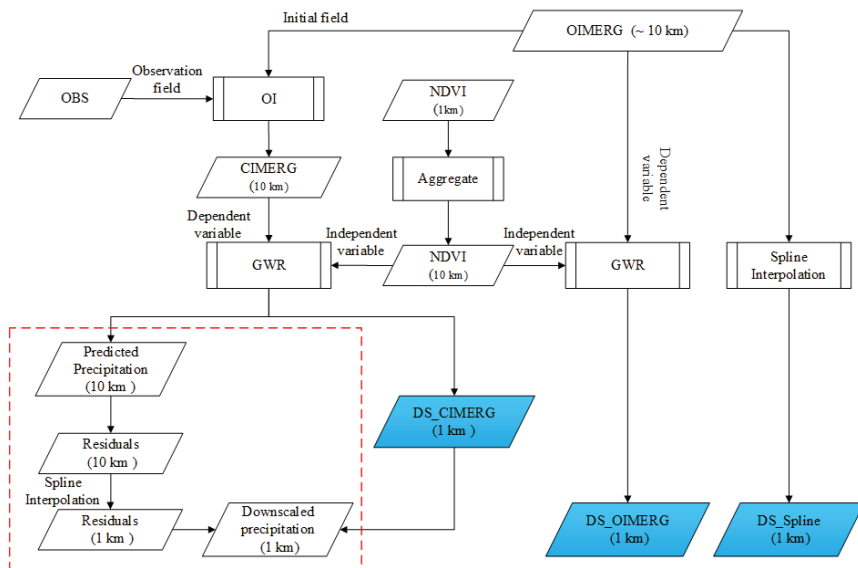 Initial field
OIMERG (~ 10 km)
Observation
field
OBS
OI
NDVI
(1km)
CIMERG
(10 km)
Aggregate
Dependent
variable
Dependent
variable
Independent
variable
Independent
variable
GWR
NDVI
(10 km)
GWR
Spline
Interpolation
Predicted
Precipitation
(10 km )
DS_CIMERG
(1 km )
Residuals
(10 km )
Spline
Interpolation
Residuals
(1 km )
Downscaled
precipitation
(1 km )
DS_OIMERG
(1 km )
DS_Spline
(1 km )